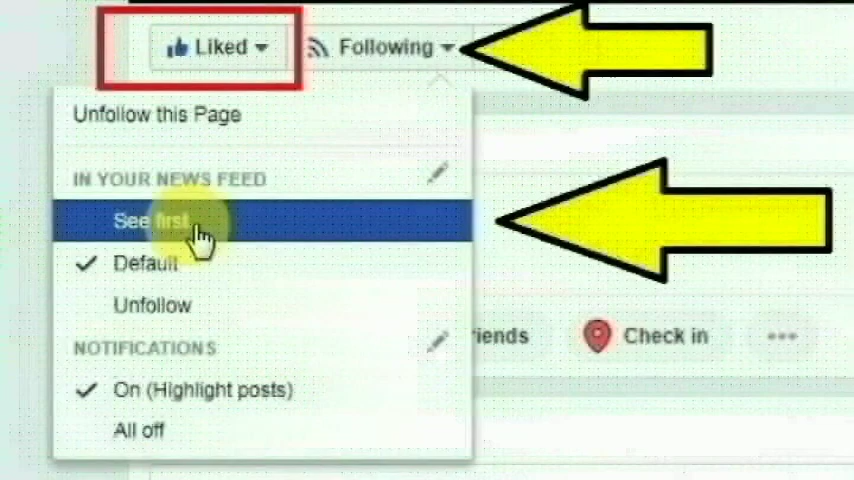 Liked Following
Unfollow this Page
IN YOUR NEWS FEED
See first
Default
Unfollow
riends Check in
NOTIFICATIONS
On (Highlight posts)
All off